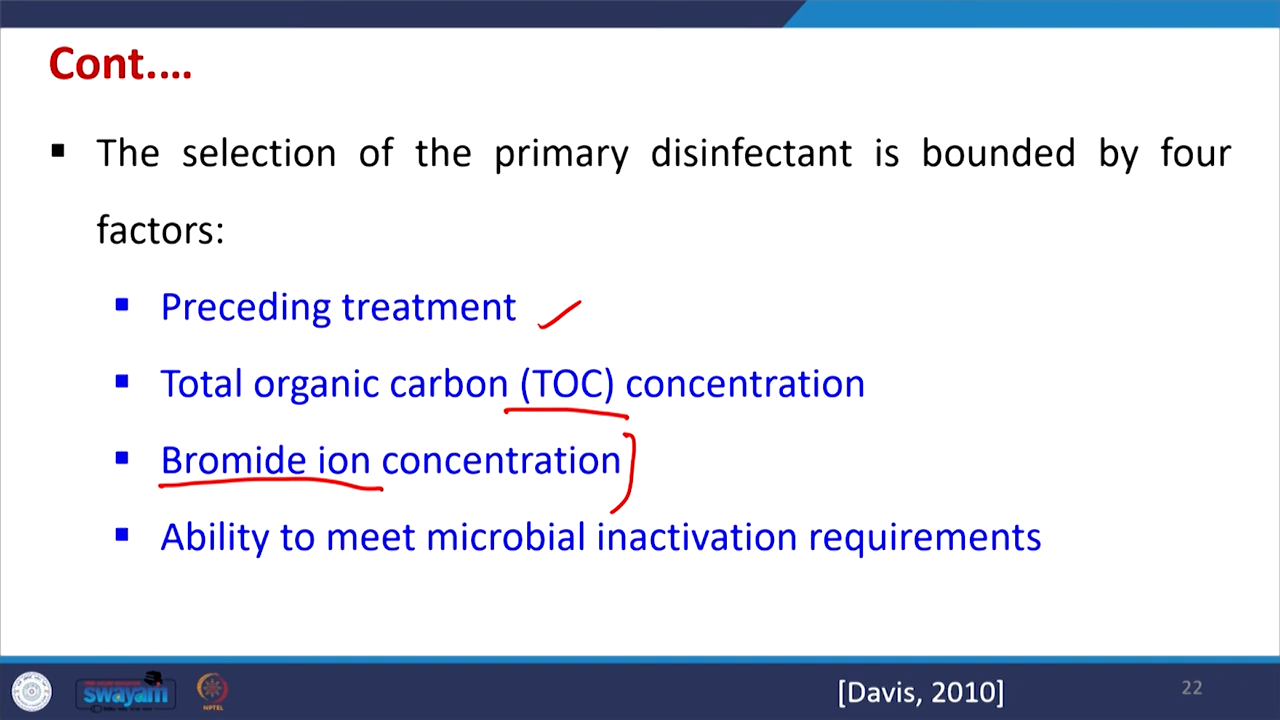 Cont.…
▪ The selection of the primary disinfectant is bounded by four
factors:
▪ Preceding treatment
▪ Total organic carbon (TOC) concentration
▪ Bromide ion concentration
▪ Ability to meet microbial inactivation requirements
swayam
NPTEL
[Davis, 2010]
22